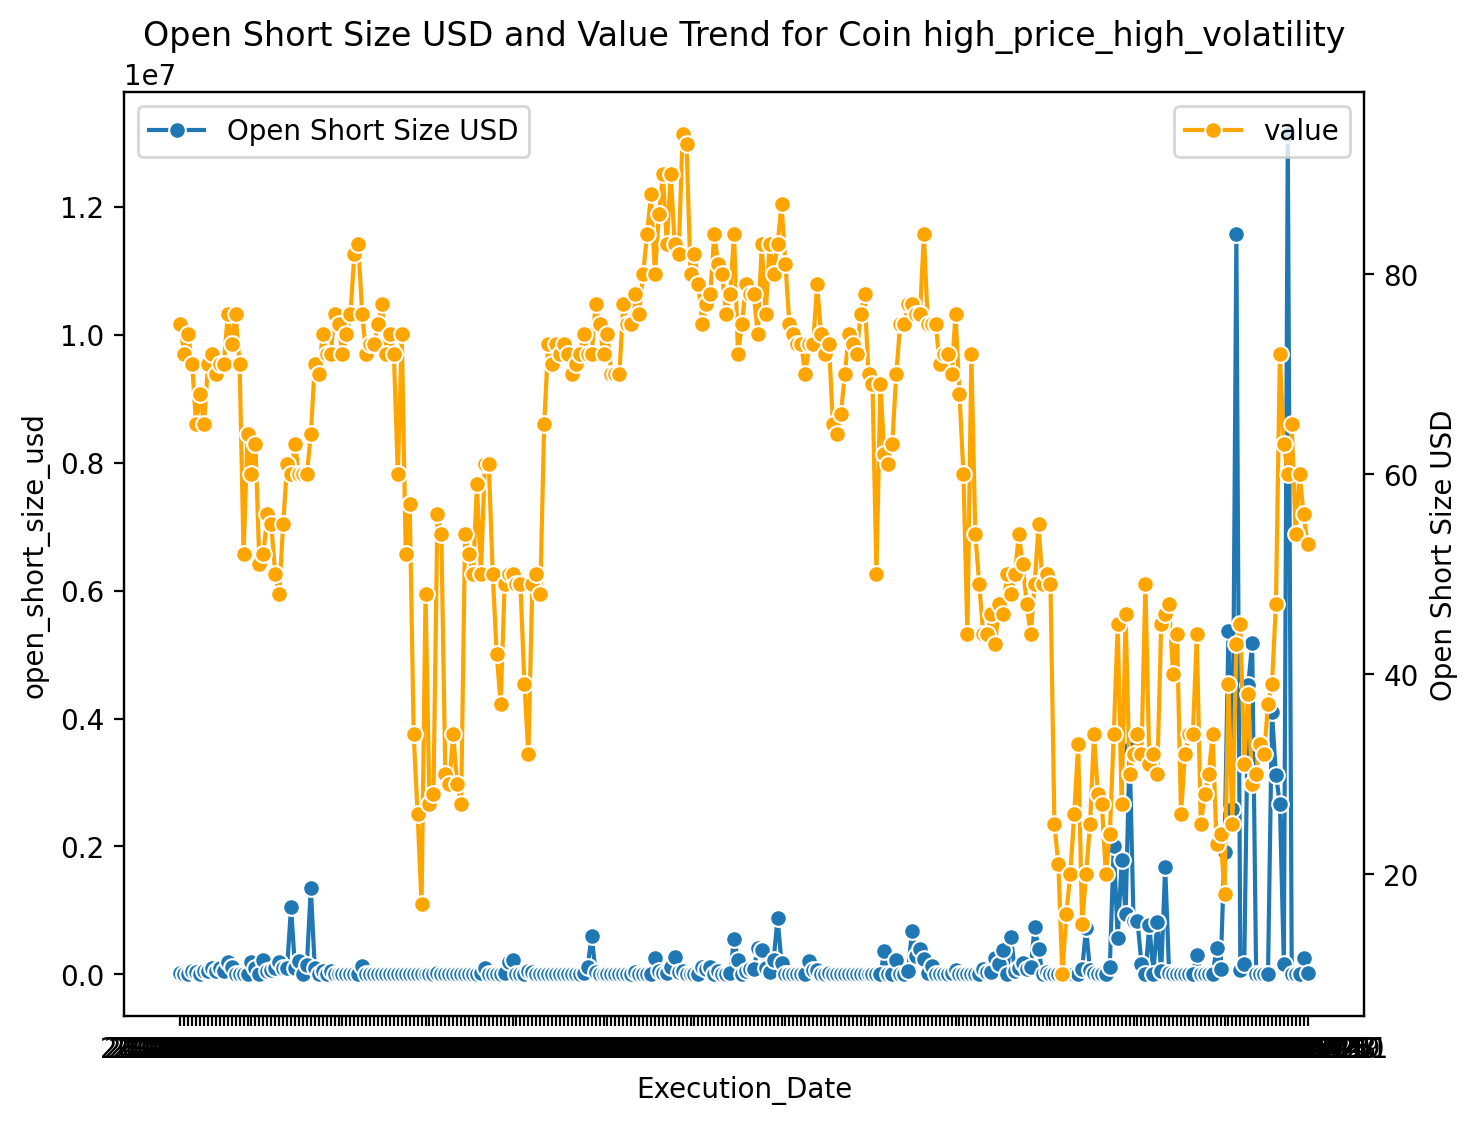 Open Short Size USD and Value Trend for Coin high_price_high_volatility
1e7
Open Short Size USD
value
1.2
1.0
0.8
0.6
0.4
0.2
0.0
open_short_size_usd
80
60
40
20
Open Short Size USD
Execution_Date